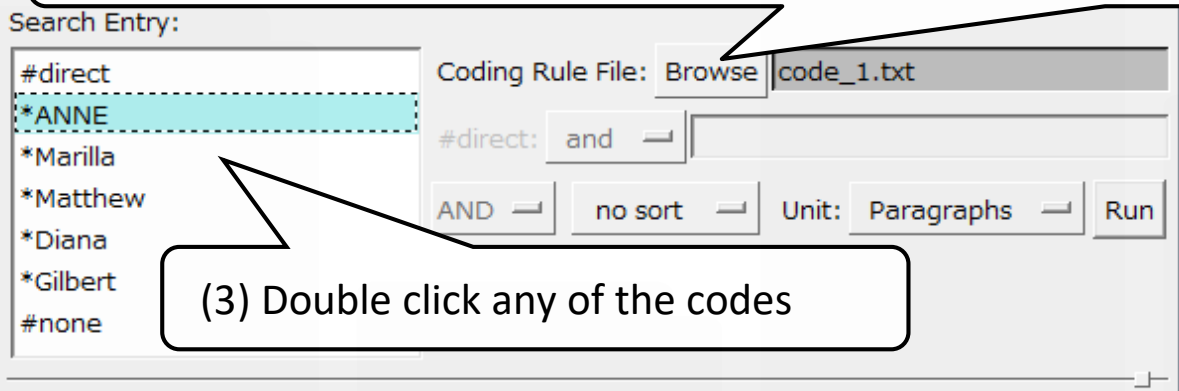 Search Entry:
#direct
*ANNE
*Marilla
*Matthew
*Diana
*Gilbert
#none
Coding Rule File: Browse code_1.txt
#direct: and
AND no sort Unit: Paragraphs Run
(3) Double click any of the codes